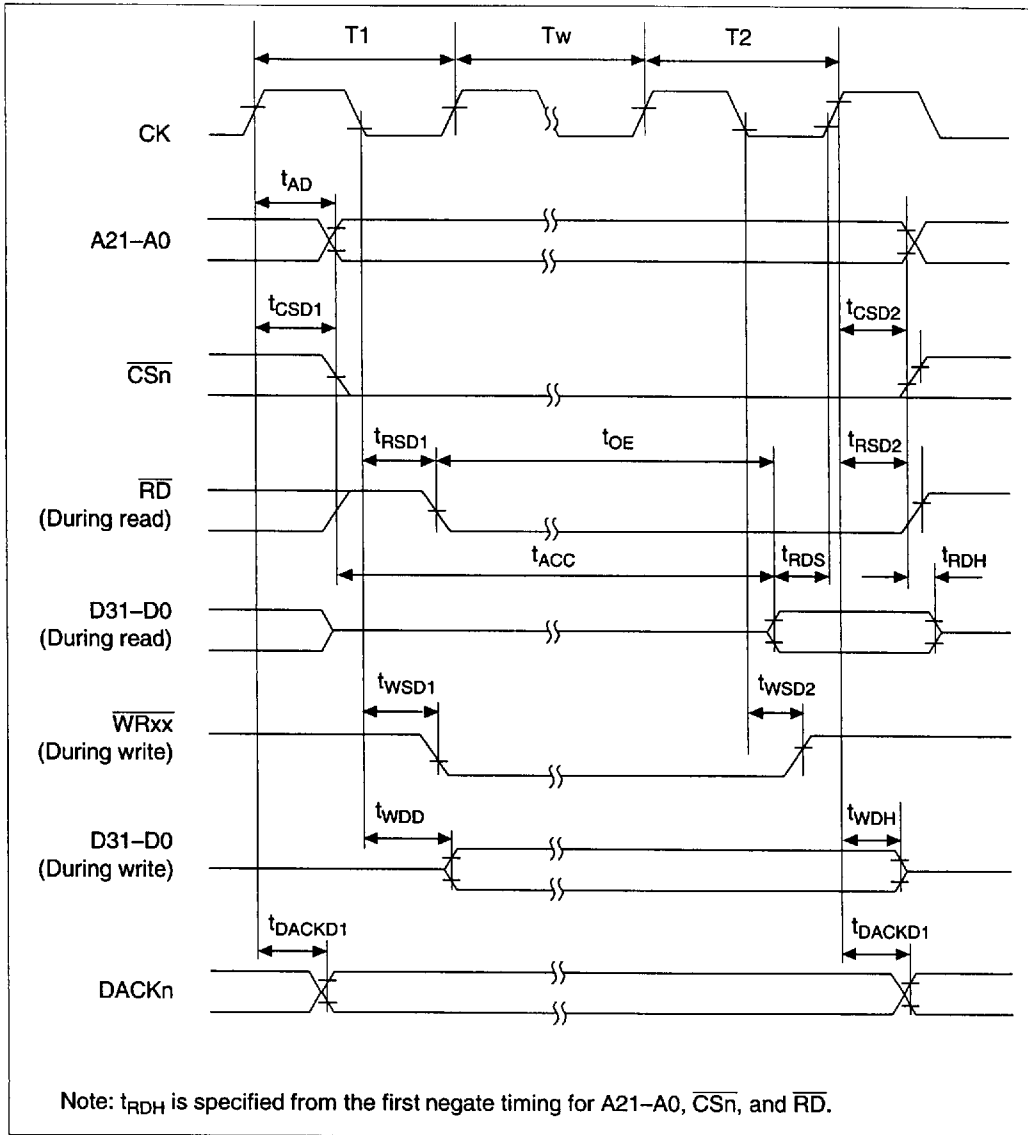 T1 Tw T2
CK
tAD
A21–A0
tCSD1 tCSD2
CSn
tRSD1 tOE tRSD2
RD
(During read)
tACC tRDS tRDH
D31–D0
(During read)
tWSD1 tWSD2
WRxx
(During write)
tWDD tWDH
D31–D0
(During write)
tDACKD1 tDACKD1
DACKn
Note: tRDH is specified from the first negate timing for A21–A0, CSn, and RD.